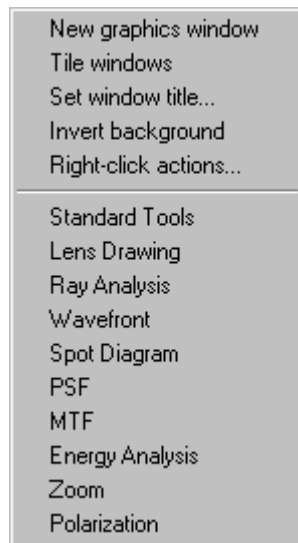 New graphics window
Tile windows
Set window title...
Invert background
Right-click actions...
Standard Tools
Lens Drawing
Ray Analysis
Wavefront
Spot Diagram
PSF
MTF
Energy Analysis
Zoom
Polarization